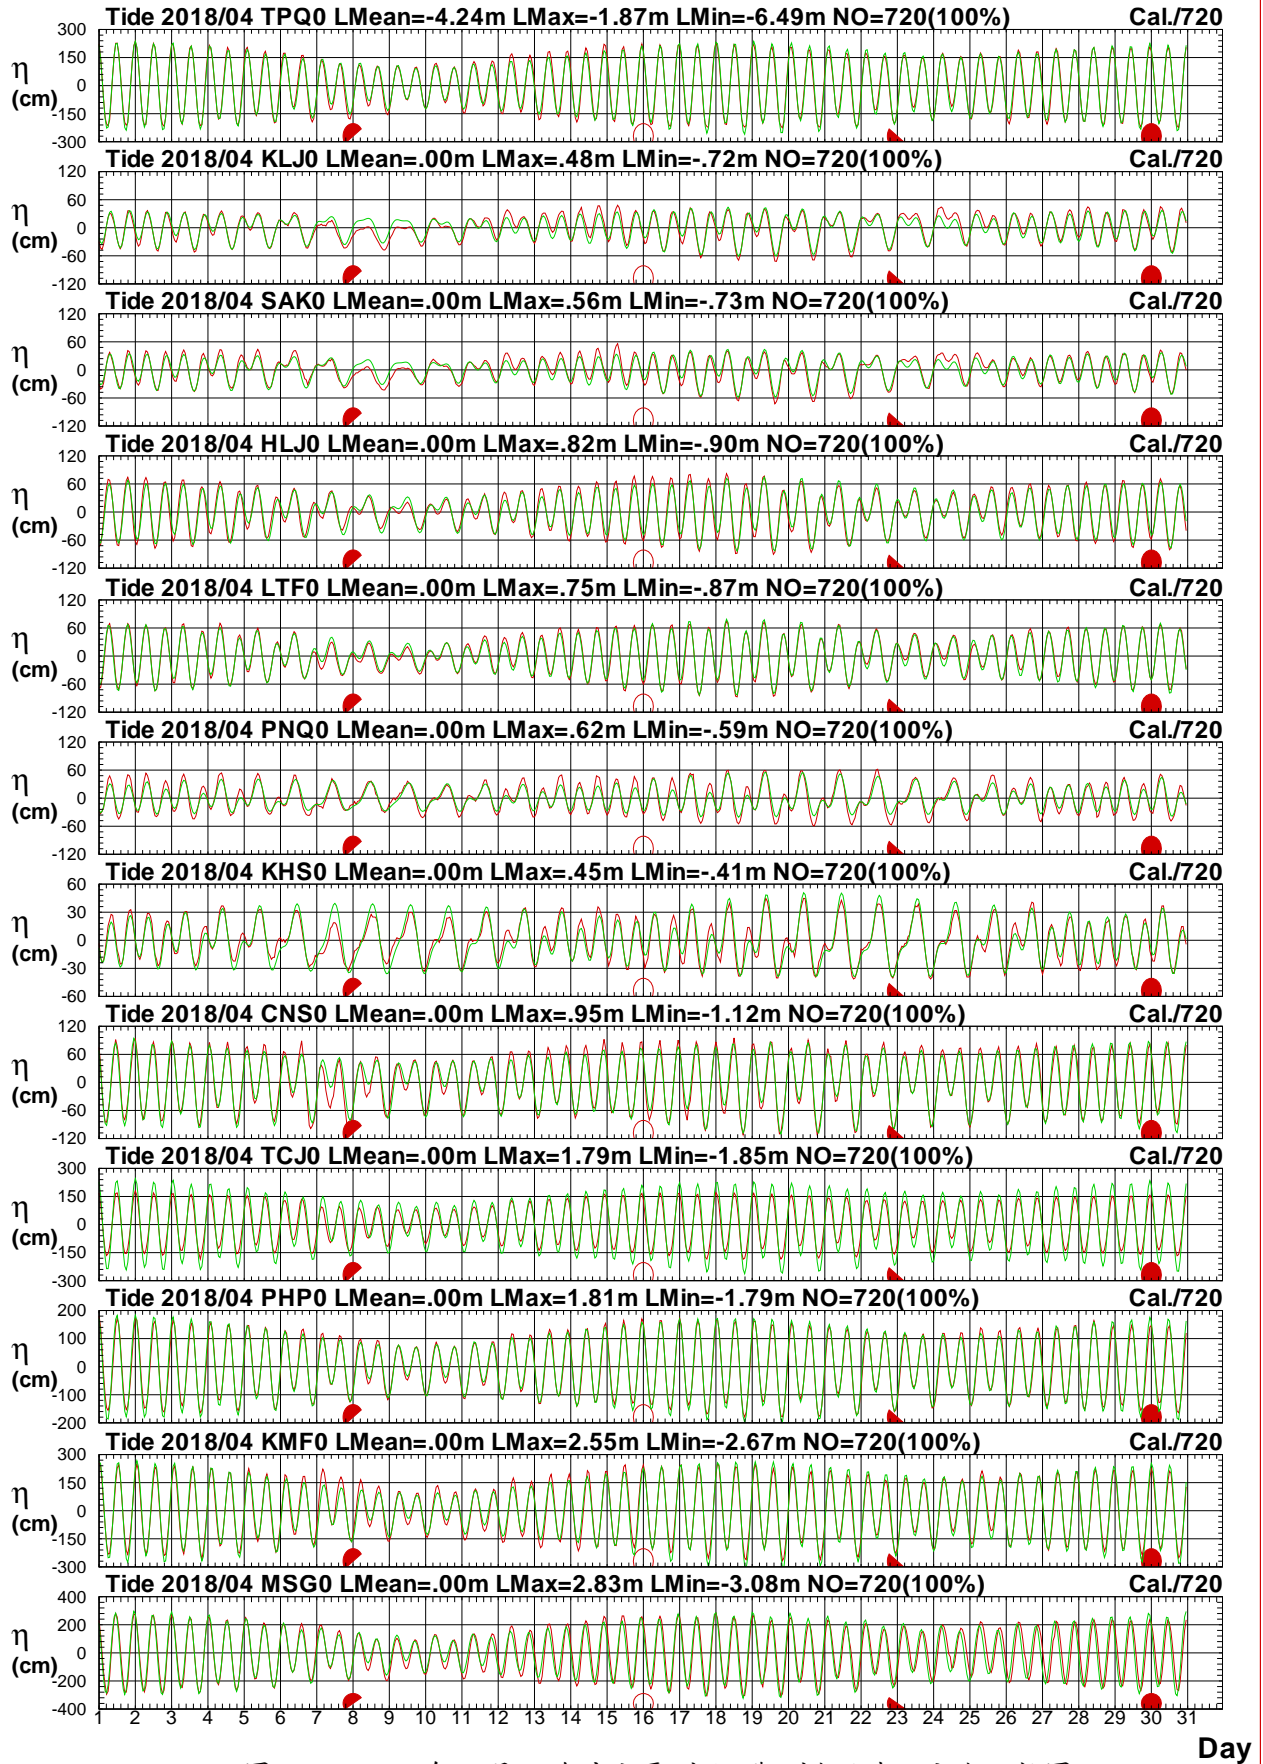 Tide 2018/04 TPQ0 LMean=-4.24m LMax=-1.87m LMin=-6.49m NO=720(100%) Cal./720
300
150
η
0
(cm)
-150
-300
Tide 2018/04 KLJ0 LMean=.00m LMax=.48m LMin=-.72m NO=720(100%) Cal./720
120
60
η
0
(cm)
-60
-120
Tide 2018/04 SAK0 LMean=.00m LMax=.56m LMin=-.73m NO=720(100%) Cal./720
120
60
η
0
(cm)
-60
-120
Tide 2018/04 HLJ0 LMean=.00m LMax=.82m LMin=-.90m NO=720(100%) Cal./720
120
60
η
0
(cm)
-60
-120
Tide 2018/04 LTF0 LMean=.00m LMax=.75m LMin=-.87m NO=720(100%) Cal./720
120
60
η
0
(cm)
-60
-120
Tide 2018/04 PNQ0 LMean=.00m LMax=.62m LMin=-.59m NO=720(100%) Cal./720
120
60
η
0
(cm)
-60
-120
Tide 2018/04 KHS0 LMean=.00m LMax=.45m LMin=-.41m NO=720(100%) Cal./720
60
30
η
0
(cm)
-30
-60
Tide 2018/04 CNS0 LMean=.00m LMax=.95m LMin=-1.12m NO=720(100%) Cal./720
120
60
η
0
(cm)
-60
-120
Tide 2018/04 TCJ0 LMean=.00m LMax=1.79m LMin=-1.85m NO=720(100%) Cal./720
300
150
η
0
(cm)
-150
-300
Tide 2018/04 PHP0 LMean=.00m LMax=1.81m LMin=-1.79m NO=720(100%) Cal./720
200
100
η
0
(cm)
-100
-200
Tide 2018/04 KMF0 LMean=.00m LMax=2.55m LMin=-2.67m NO=720(100%) Cal./720
300
150
η
0
(cm)
-150
-300
Tide 2018/04 MSG0 LMean=.00m LMax=2.83m LMin=-3.08m NO=720(100%) Cal./720
400
200
η
0
(cm)
-200
-400
1 2 3 4 5 6 7 8 9 10 11 12 13 14 15 16 17 18 19 20 21 22 23 24 25 26 27 28 29 30 31
Day